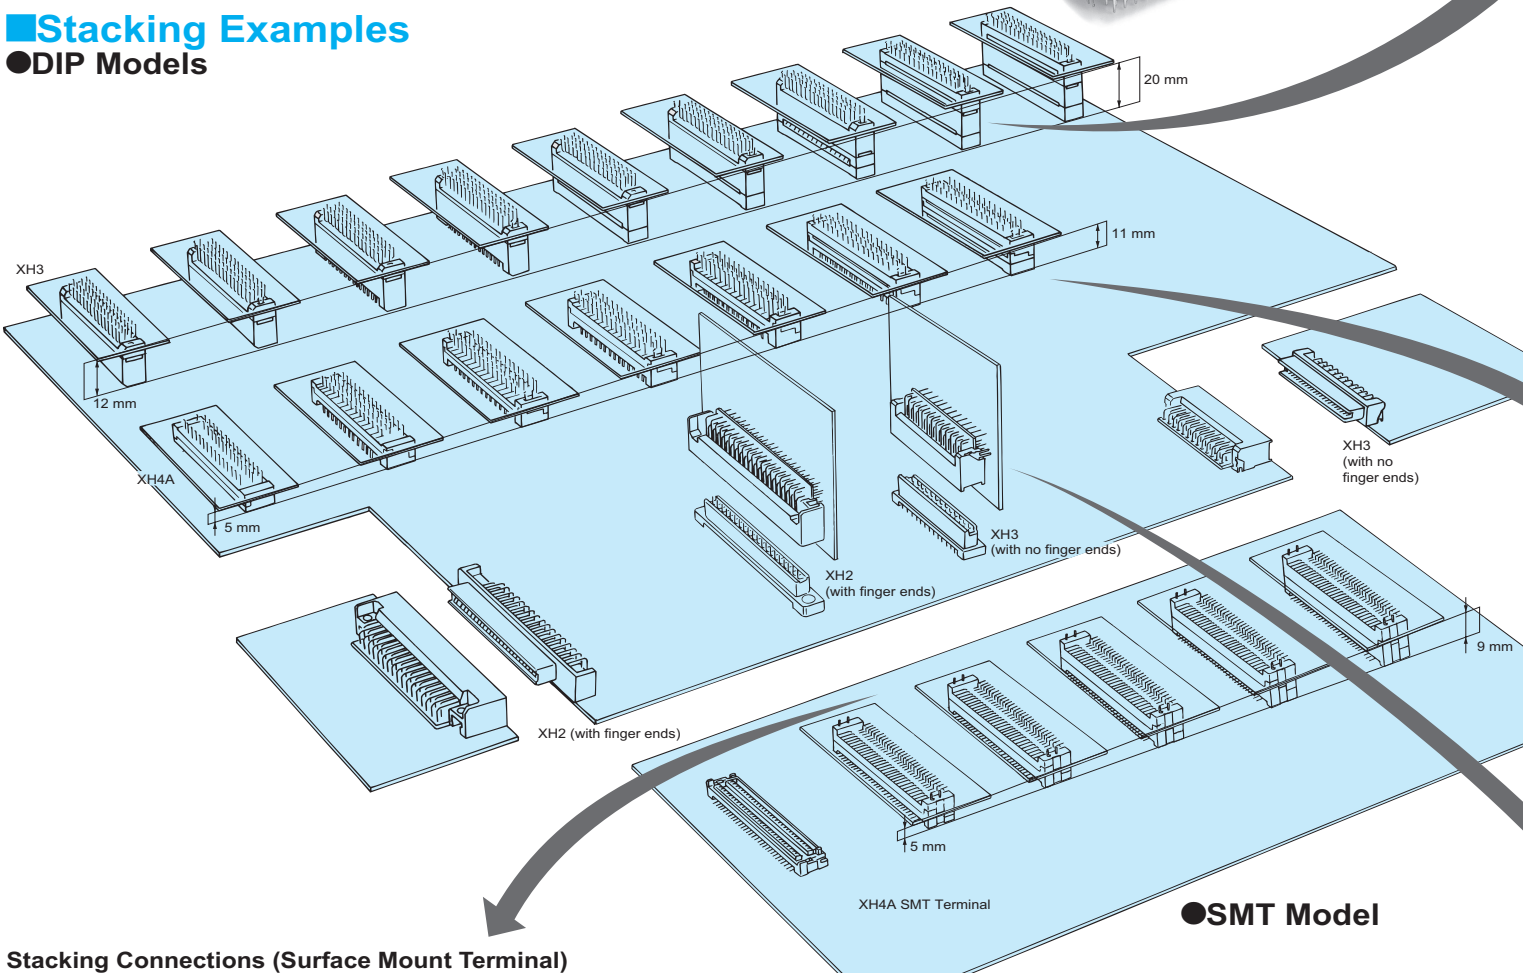 ■Stacking Examples
●DIP Models
20 mm
11 mm
XH3
12 mm
XH4A
5 mm
XH3
(with no
finger ends)
XH3
(with no finger ends)
XH2
(with finger ends)
9 mm
XH2 (with finger ends)
5 mm
XH4A SMT Terminal
●SMT Model
Stacking Connections (Surface Mount Terminal)